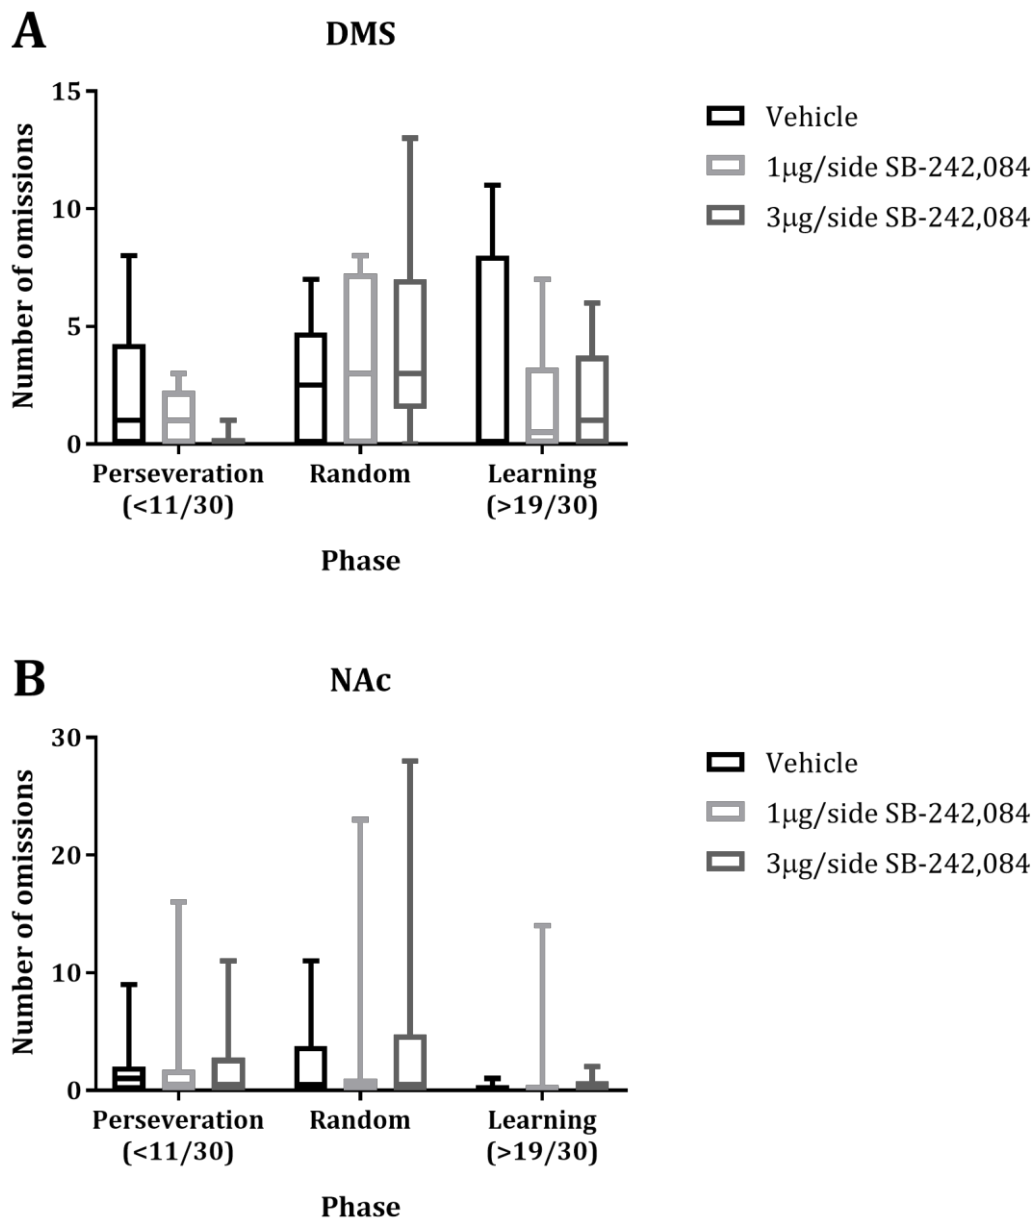 A
DMS
Number of omissions
15
10
5
0
Perseveration
(<11/30)
Random
Learning
(>19/30)
Phase
Vehicle
1μg/side SB-242,084
3μg/side SB-242,084
B
NAc
Number of omissions
30
20
10
0
Perseveration
(<11/30)
Random
Learning
(>19/30)
Phase
Vehicle
1μg/side SB-242,084
3μg/side SB-242,084